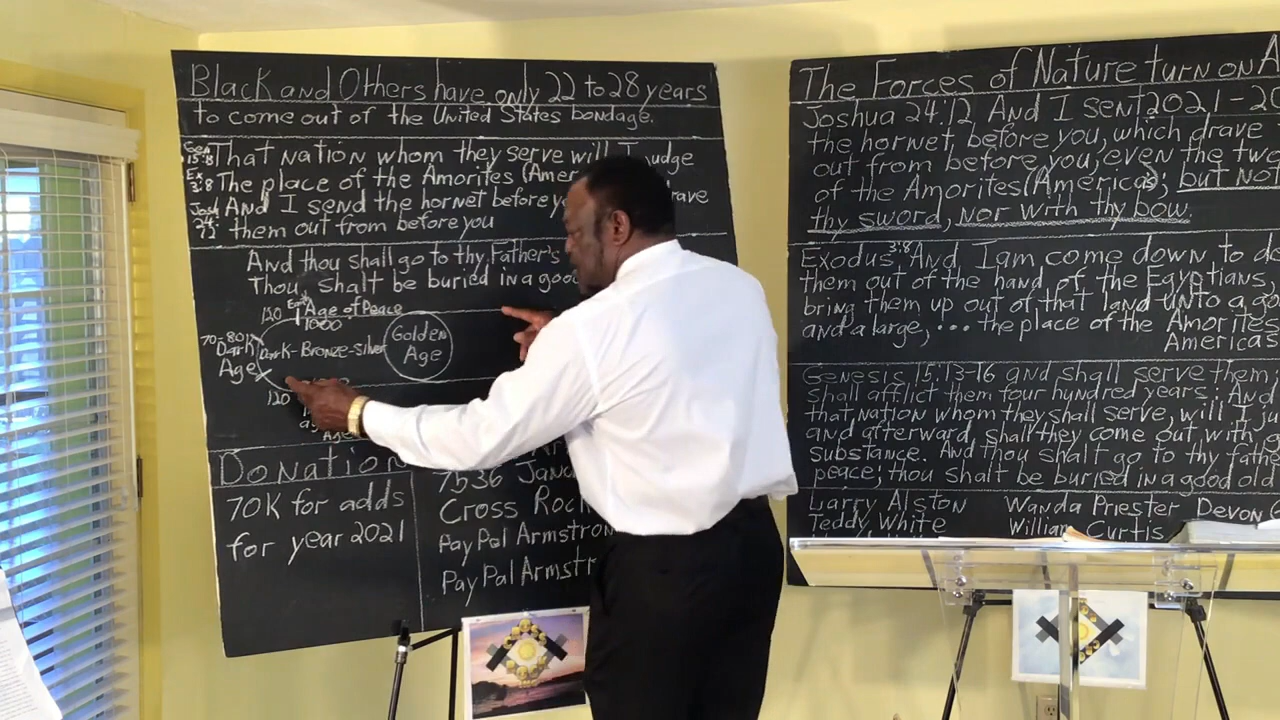 Black and Others have only 22 to 28 years
to come out of the United States bondage.
Gen 15:18 That nation whom they serve will I judge
Ex 3:8 The place of the Amorites (Amer
Josh And I send the hornet before rave
them out from before you
And thou shall go to thy Father's
Thou shalt be buried in a good
120 Age of Peace
1000
70-80K
Dark
Age
Dark-Bronze-Silver
Golden
Age
120
Donation
70K for adds
for year 2021
7536
Cross Rock
PayPal Armstron
PayPal Armstr
The Forces of Nature turn on A
Joshua 24:12 And I sent 2021-20
the hornet before you, which drave
out from before you, even the two
of the Amorites (Americas); but not
thy sword, nor with thy bow.
Exodus 3:8 And I am come down to de
them out of the hand of the Egyptians,
bring them up out of that land unto a go
and a large, ... the place of the Amorites
Americas
Genesis 15:13-16 and shall serve them;
shall afflict them four hundred years: And
that nation whom they shall serve, will I ju
and afterward shall they come out with
substance. And thou shalt go to thy fathe
peace; thou shalt be buried in a good old
Larry Alston Wanda Priester Devon
Teddy White William Curtis